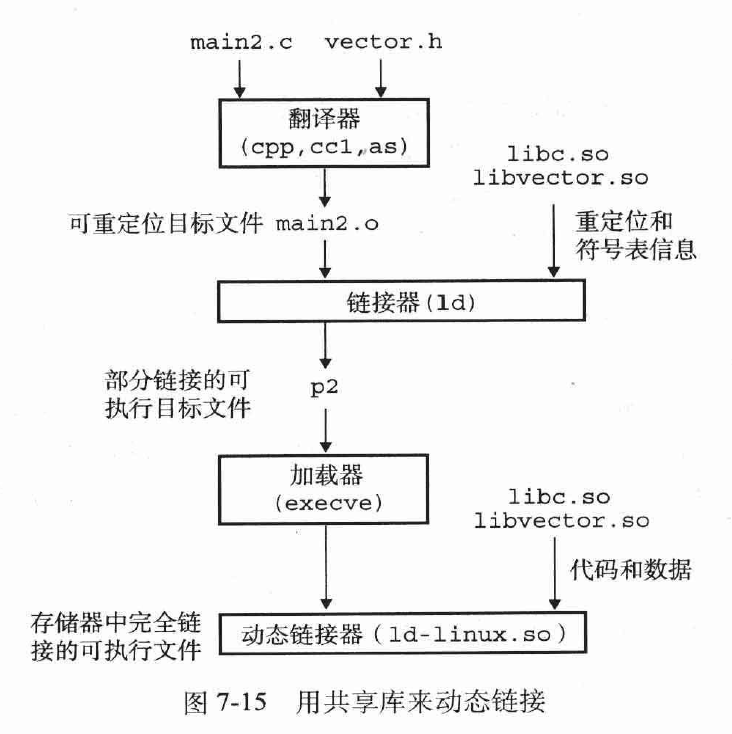 main2.c vector.h
翻译器
(cpp,cc1,as)
libc.so
libvector.so
可重定位目标文件 main2.o
重定位和
符号表信息
链接器(ld)
部分链接的可
执行目标文件
p2
加载器
(execve)
libc.so
libvector.so
代码和数据
存储器中完全链
接的可执行文件
动态链接器(ld-linux.so)
图 7-15 用共享库来动态链接